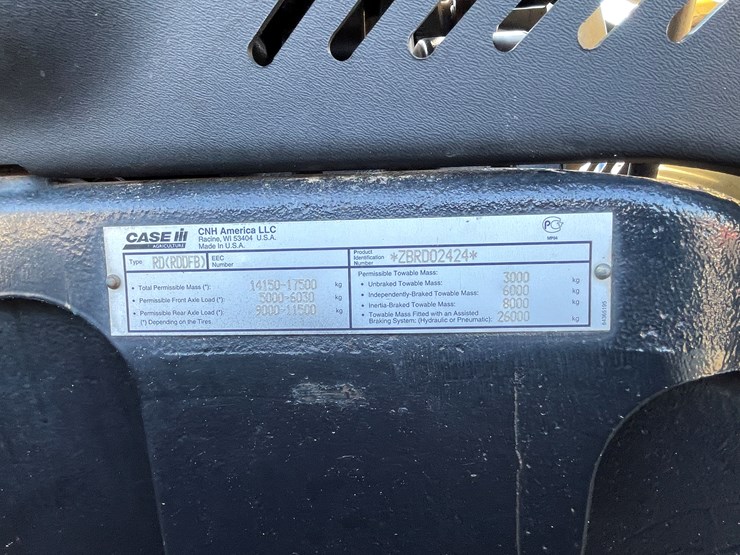 CASE IH
AGRICULTURE
CNH America LLC
Racine, WI 53404 U.S.A.
Made in U.S.A.
Type RD(RDDFB) EEC Number
Product Identification Number *ZBRD02424*
• Total Permissible Mass (*): 14150-17500 kg
• Permissible Front Axle Load (*): 5000-6030 kg
• Permissible Rear Axle Load (*): 9000-11500 kg
(*) Depending on the Tires
Permissible Towable Mass:
• Unbraked Towable Mass: 3000 kg
• Independently-Braked Towable Mass: 6000 kg
• Inertia-Braked Towable Mass: 8000 kg
• Towable Mass Fitted with an Assisted
Braking System: (Hydraulic or Pneumatic): 26000 kg